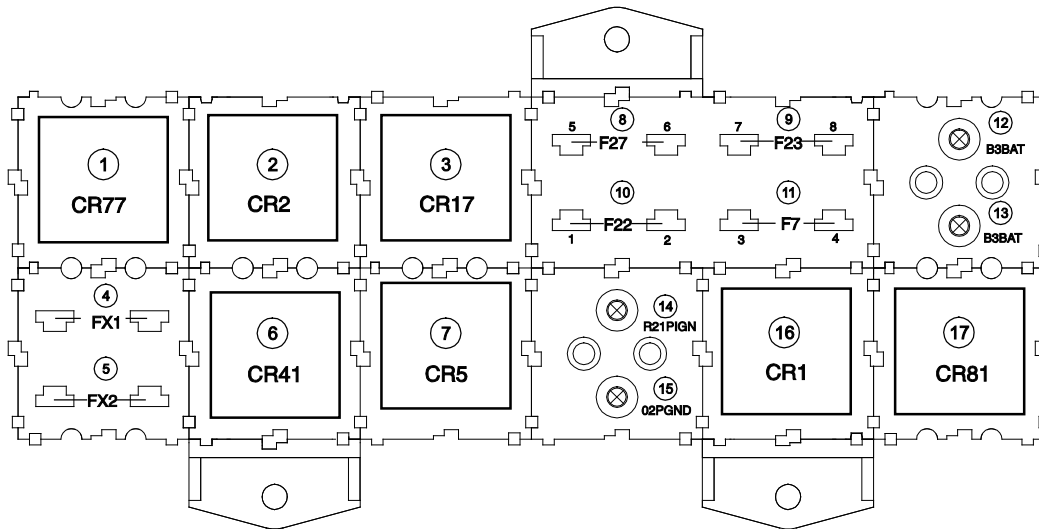 1
CR77
2
CR2
3
CR17
8
5 F27 6
9
7 F23 8
10
1 F22 2
11
3 F7 4
12
B3BAT
13
B3BAT
4
FX1
5
FX2
6
CR41
7
CR5
14
R21PIGN
15
02PGND
16
CR1
17
CR81